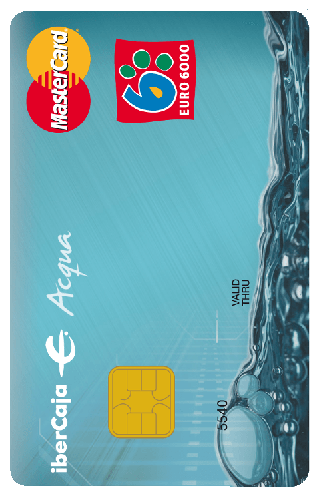 iberCaja Acqua
MasterCard
EURO 6000
VALID
THRU
5540